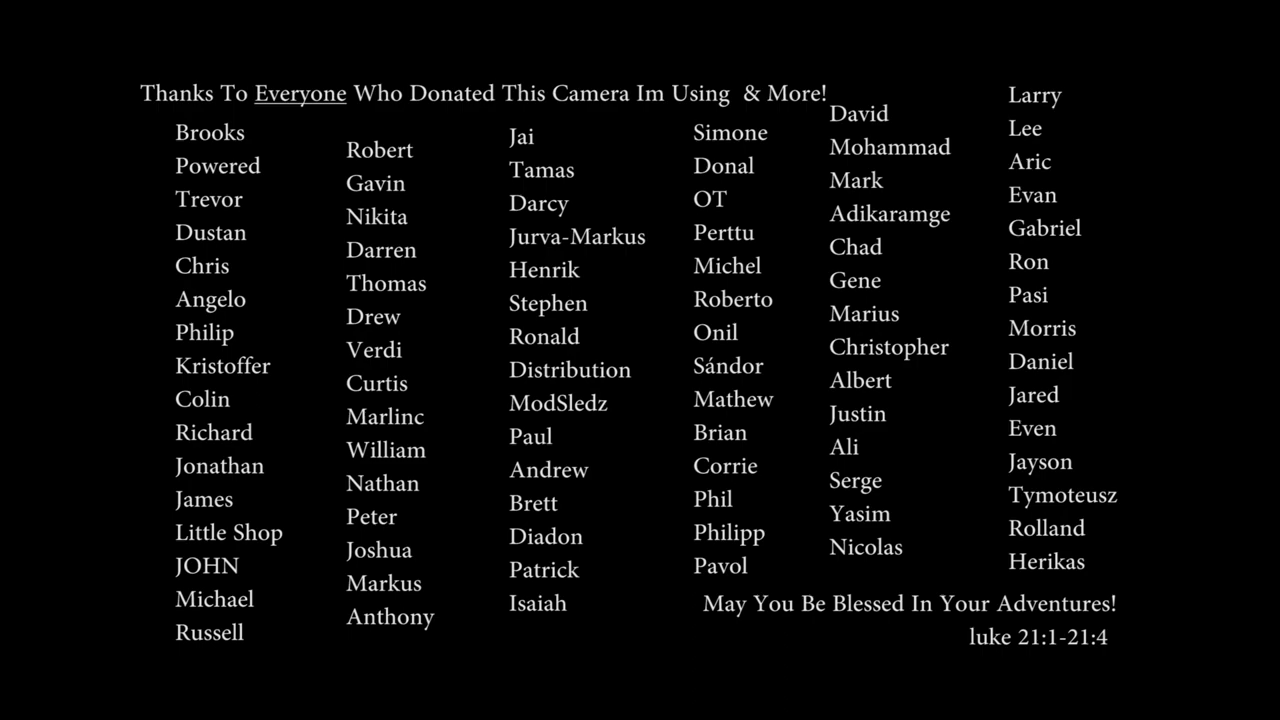 Thanks To Everyone Who Donated This Camera Im Using & More!
Brooks
Powered
Trevor
Dustan
Chris
Angelo
Philip
Kristoffer
Colin
Richard
Jonathan
James
Little Shop
JOHN
Michael
Russell
Robert
Gavin
Nikita
Darren
Thomas
Drew
Verdi
Curtis
Marlinc
William
Nathan
Peter
Joshua
Markus
Anthony
Jai
Tamas
Darcy
Jurva-Markus
Henrik
Stephen
Ronald
Distribution
ModSledz
Paul
Andrew
Brett
Diadon
Patrick
Isaiah
Simone
Donal
OT
Perttu
Michel
Roberto
Onil
Sándor
Mathew
Brian
Corrie
Phil
Philipp
Pavol
David
Mohammad
Mark
Adikaramge
Chad
Gene
Marius
Christopher
Albert
Justin
Ali
Serge
Yasim
Nicolas
Larry
Lee
Aric
Evan
Gabriel
Ron
Pasi
Morris
Daniel
Jared
Even
Jayson
Tymoteusz
Rolland
Herikas
May You Be Blessed In Your Adventures!
luke 21:1-21:4